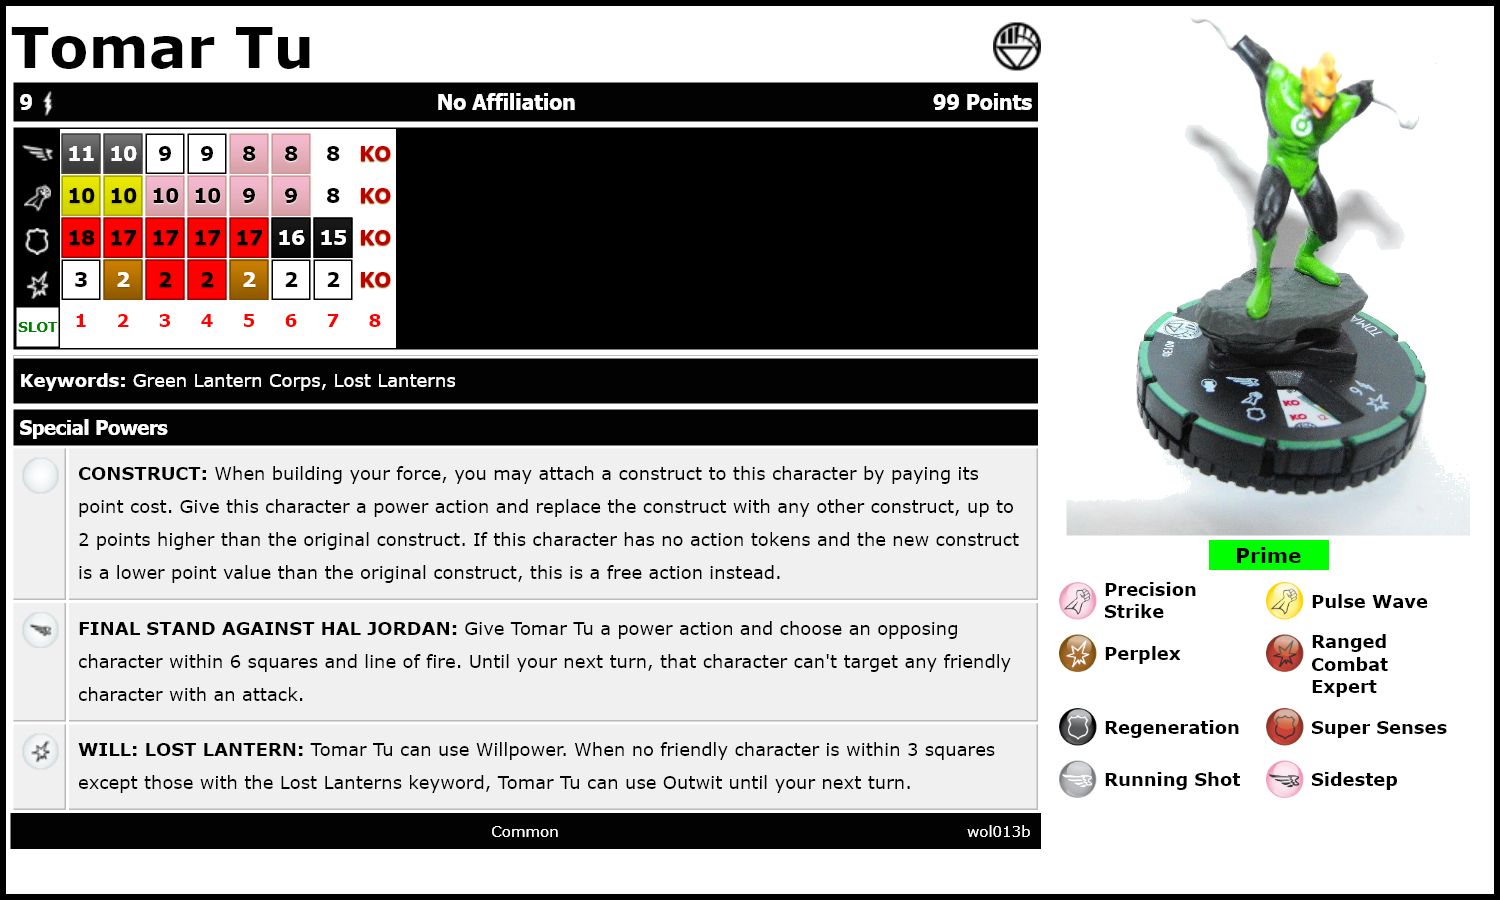 Tomar Tu
9 No Affiliation 99 Points
11 10 9 9 8 8 8 KO
10 10 10 10 9 9 8 KO
18 17 17 17 17 16 15 KO
3 2 2 2 2 2 2 KO
SLOT 1 2 3 4 5 6 7 8
Keywords: Green Lantern Corps, Lost Lanterns
Special Powers
CONSTRUCT: When building your force, you may attach a construct to this character by paying its
point cost. Give this character a power action and replace the construct with any other construct, up to
2 points higher than the original construct. If this character has no action tokens and the new construct
is a lower point value than the original construct, this is a free action instead.
FINAL STAND AGAINST HAL JORDAN: Give Tomar Tu a power action and choose an opposing
character within 6 squares and line of fire. Until your next turn, that character can't target any friendly
character with an attack.
WILL: LOST LANTERN: Tomar Tu can use Willpower. When no friendly character is within 3 squares
except those with the Lost Lanterns keyword, Tomar Tu can use Outwit until your next turn.
Common wol013b
TOMA
KO
KO 12
9
Prime
Precision
Strike
Pulse Wave
Perplex
Ranged
Combat
Expert
Regeneration
Super Senses
Running Shot
Sidestep